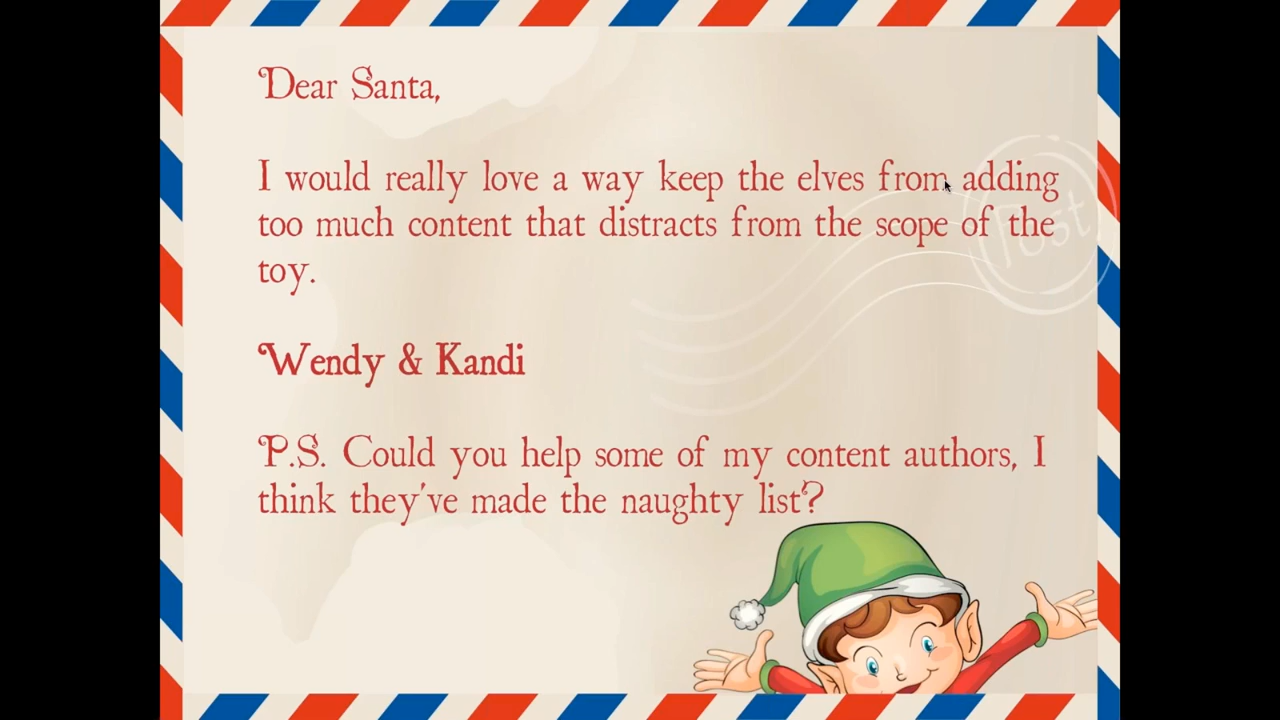 Dear Santa,
I would really love a way keep the elves from adding
too much content that distracts from the scope of the
toy.
Wendy & Kandi
P.S. Could you help some of my content authors, I
think they've made the naughty list?
Post